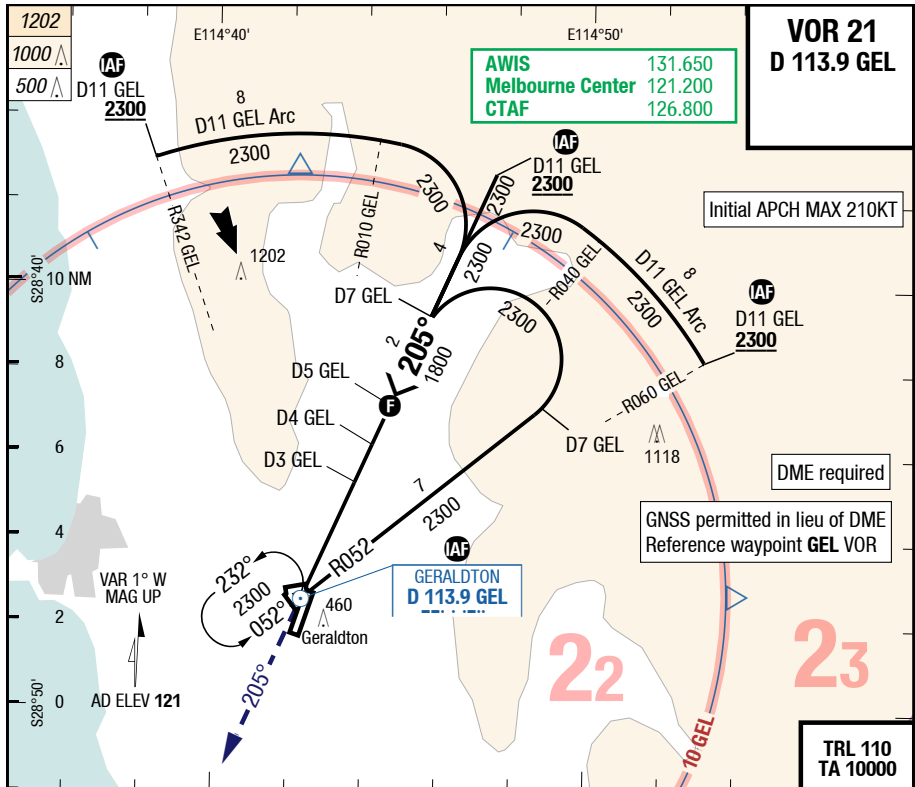 1202
1000
500
E114°40'
E114°50'
VOR 21
D 113.9 GEL
AWIS 131.650
Melbourne Center 121.200
CTAF 126.800
IAF
D11 GEL
2300
8
D11 GEL Arc
2300
IAF
D11 GEL
2300
Initial APCH MAX 210KT
2300
2300
R342 GEL
R010 GEL
4
2300
2300
R040 GEL
8
D11 GEL Arc
2300
1202
S28°40'
10 NM
D7 GEL
2300
IAF
D11 GEL
2300
2
205°
1800
8
D5 GEL
F
R060 GEL
D4 GEL
6
D7 GEL
1118
D3 GEL
DME required
7
2300
4
GNSS permitted in lieu of DME
Reference waypoint GEL VOR
R052
IAF
232°
2300
052°
VAR 1° W
MAG UP
GERALDTON
D 113.9 GEL
460
2
Geraldton
22
23
205°
S28°50'
0
AD ELEV 121
10 GEL
TRL 110
TA 10000